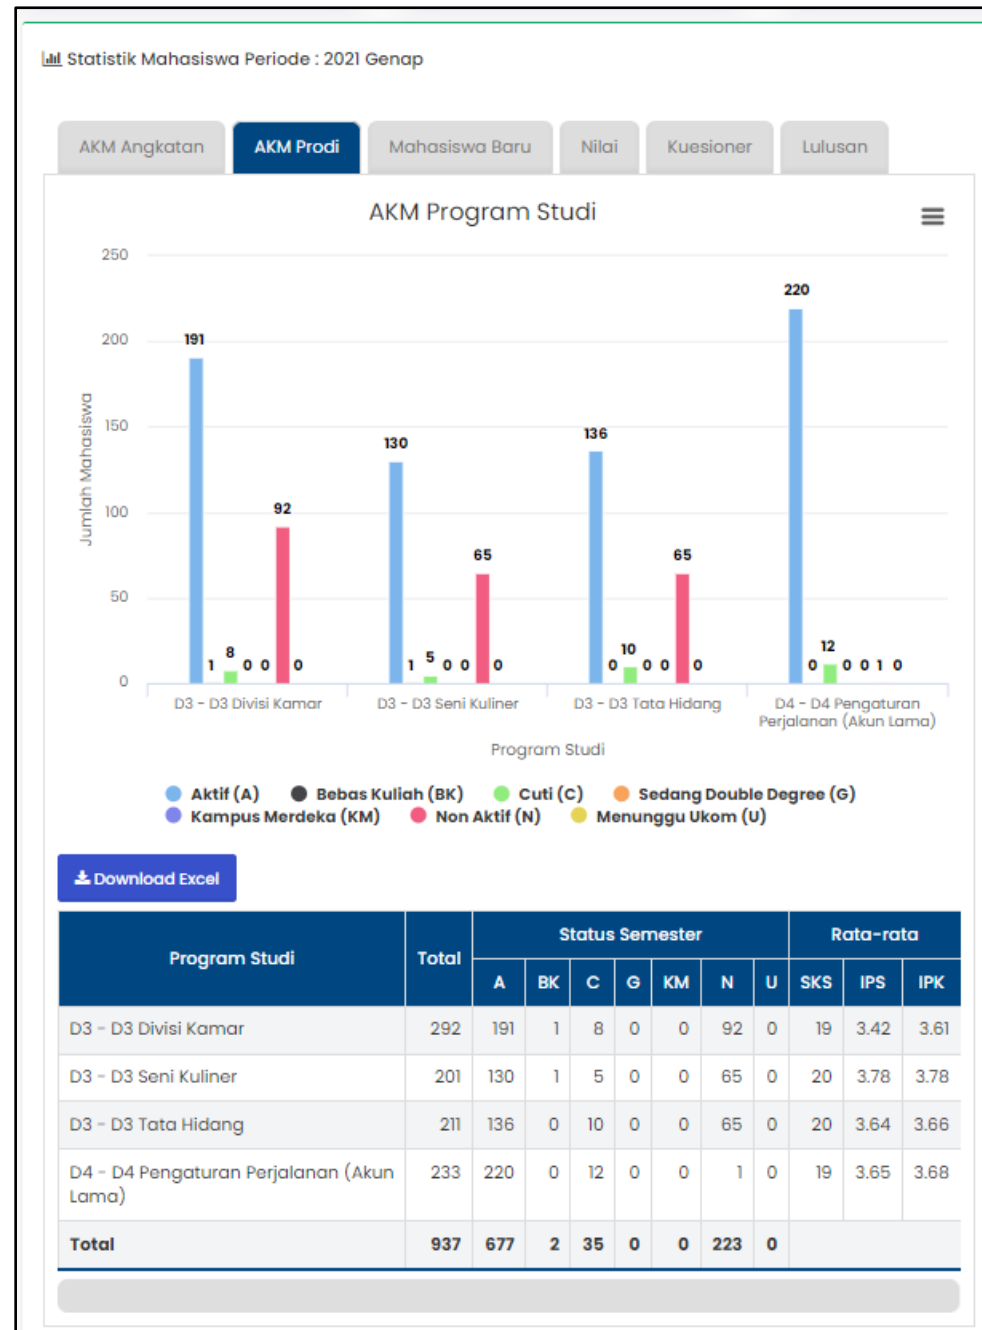 Statistik Mahasiswa Periode : 2021 Genap
AKM Angkatan AKM Prodi Mahasiswa Baru Nilai Kuesioner Lulusan
AKM Program Studi
Jumlah Mahasiswa
250
200
150
100
50
0
191 1 8 0 0 92 0
130 1 5 0 0 65 0
136 0 10 0 0 65 0
220 0 12 0 0 1 0
D3 - D3 Divisi Kamar
D3 - D3 Seni Kuliner
D3 - D3 Tata Hidang
D4 - D4 Pengaturan
Perjalanan (Akun Lama)
Program Studi
Aktif (A) Bebas Kuliah (BK) Cuti (C) Sedang Double Degree (G)
Kampus Merdeka (KM) Non Aktif (N) Menunggu Ukom (U)
Download Excel
Program Studi Total Status Semester Rata-rata
A BK C G KM N U SKS IPS IPK
D3 - D3 Divisi Kamar 292 191 1 8 0 0 92 0 19 3.42 3.61
D3 - D3 Seni Kuliner 201 130 1 5 0 0 65 0 20 3.78 3.78
D3 - D3 Tata Hidang 211 136 0 10 0 0 65 0 20 3.64 3.66
D4 - D4 Pengaturan Perjalanan (Akun 233 220 0 12 0 0 1 0 19 3.65 3.68
Lama)
Total 937 677 2 35 0 0 223 0